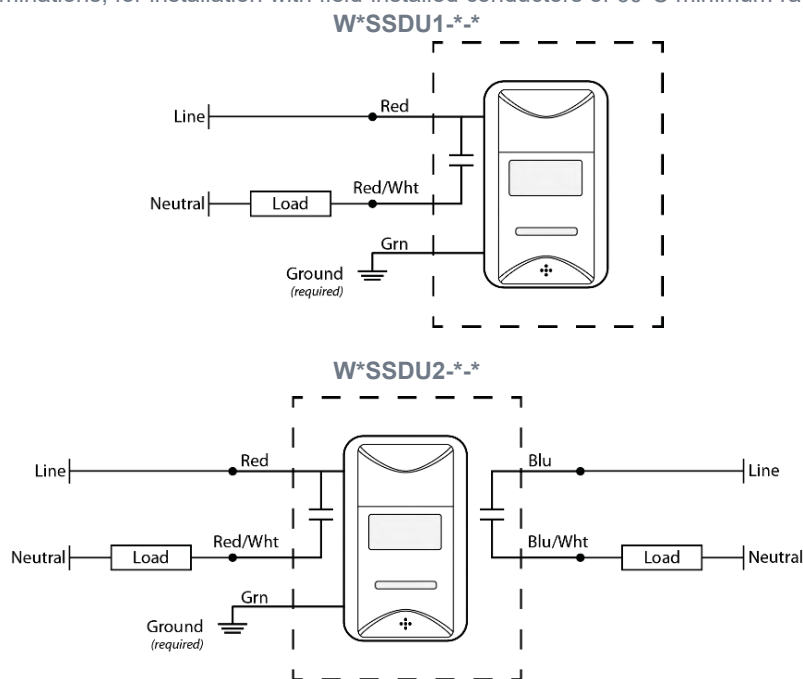 W*SSDU1-*-*
Line
Red
Neutral
Load
Red/Wht
Grn
Ground
(required)
W*SSDU2-*-*
Line
Red
Blu
Line
Neutral
Load
Red/Wht
Blu/Wht
Load
Neutral
Grn
Ground
(required)